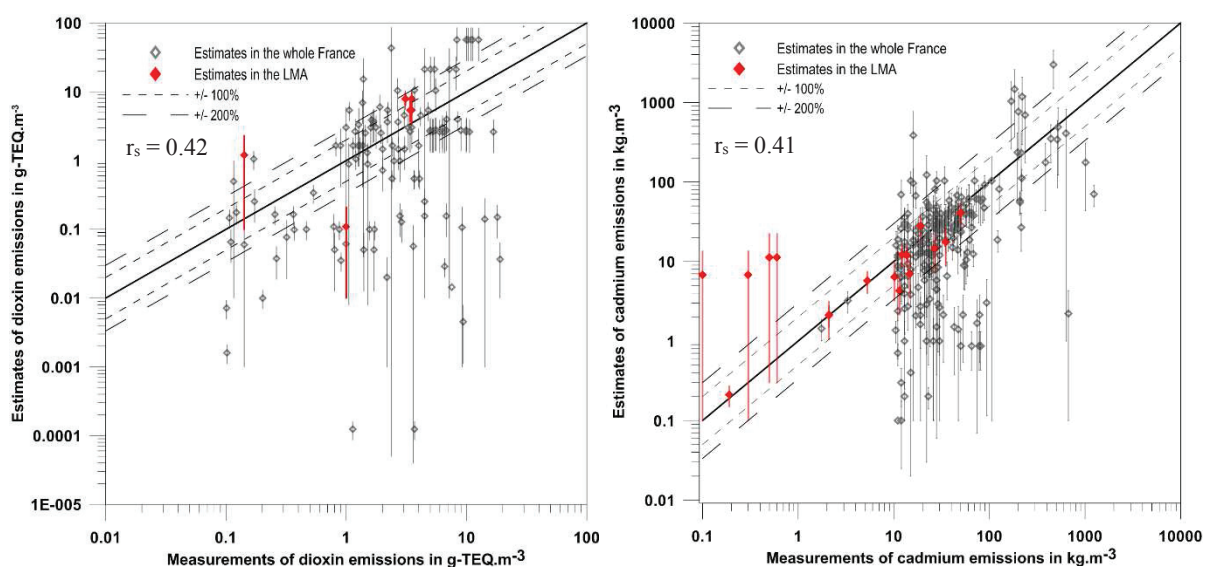 100
10
1
0.1
0.01
0.001
0.0001
1E-005
Estimates of dioxin emissions in g-TEQ.m-3
Estimates in the whole France
Estimates in the LMA
+/- 100%
+/- 200%
rs = 0.42
0.01
0.1
1
10
100
Measurements of dioxin emissions in g-TEQ.m-3
10000
1000
100
10
1
0.1
0.01
Estimates of cadmium emissions in kg.m-3
Estimates in the whole France
Estimates in the LMA
+/- 100%
+/- 200%
rs = 0.41
0.1
1
10
100
1000
10000
Measurements of cadmium emissions in kg.m-3